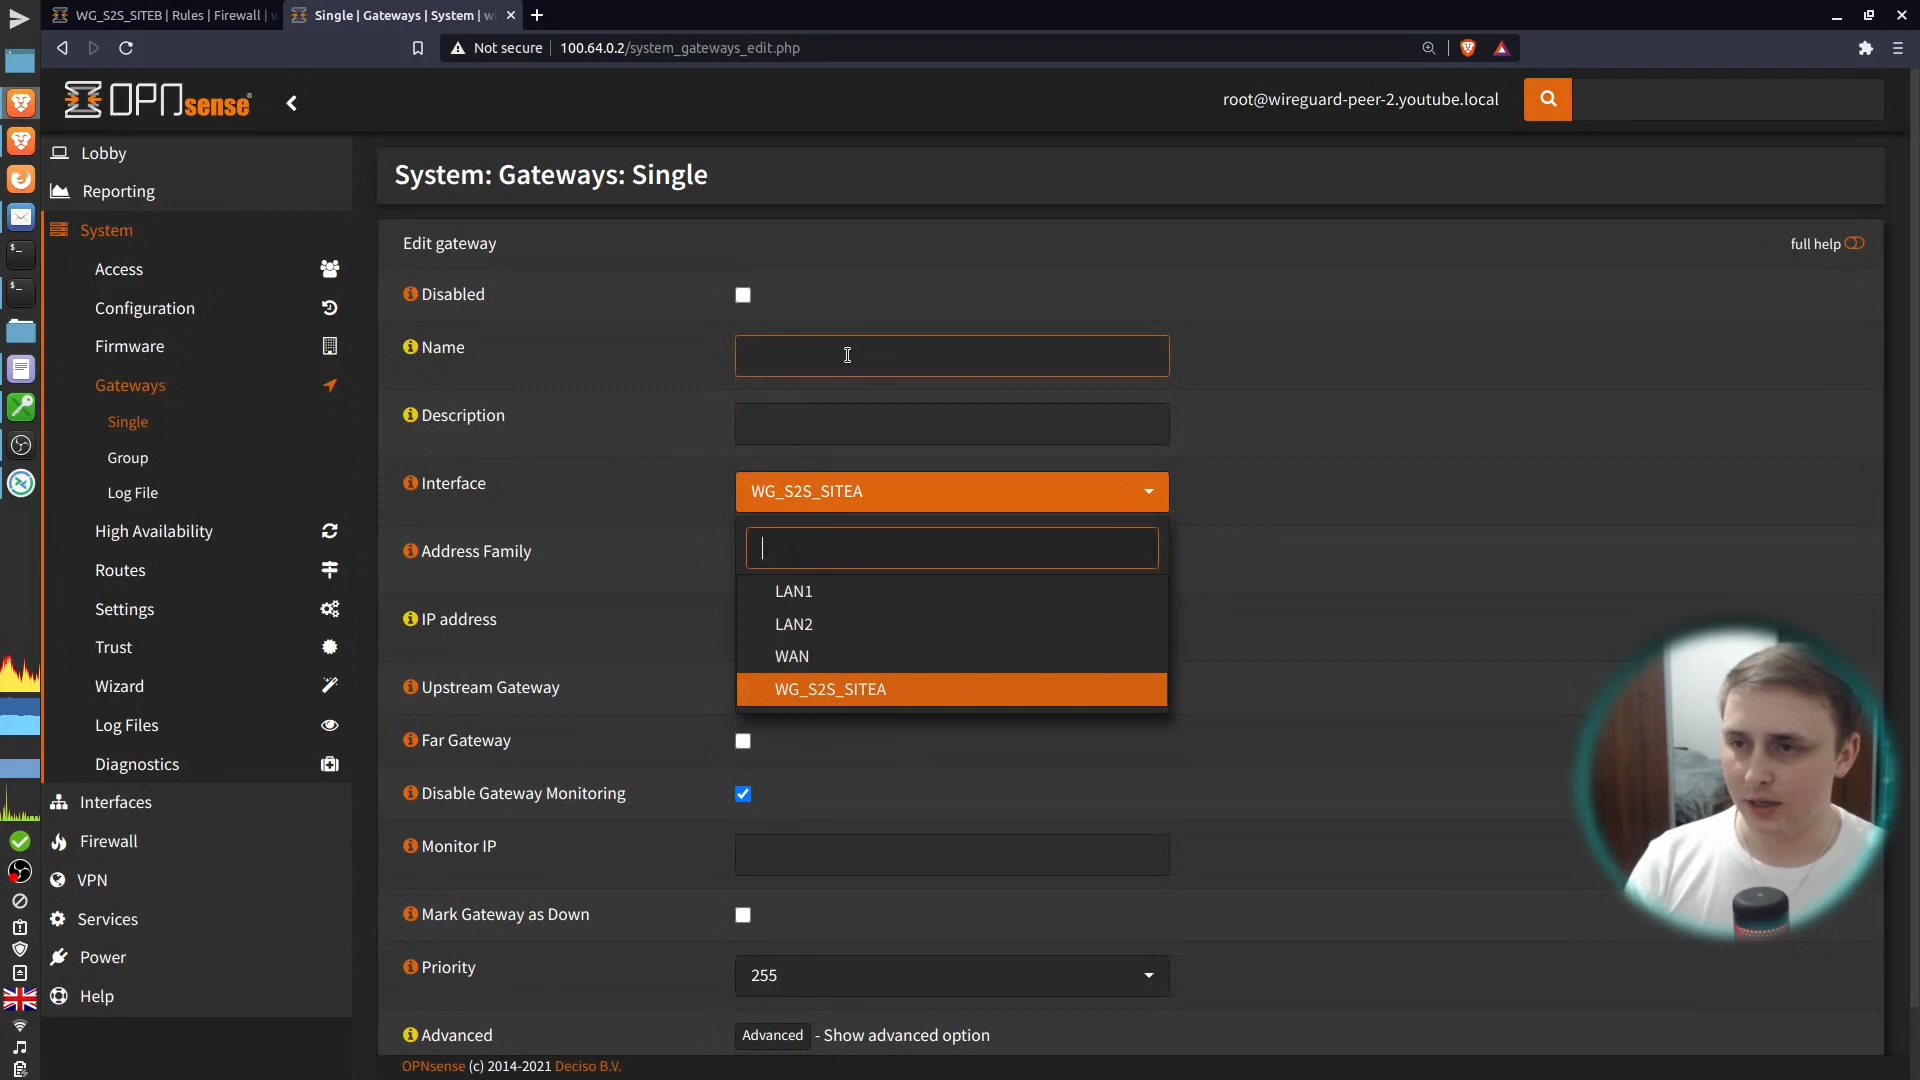 WG_S2S_SITEB | Rules | Firewall |
Single | Gateways | System |
Not secure
100.64.0.2/system_gateways_edit.php
OPNsense
root@wireguard-peer-2.youtube.local
Lobby
Reporting
System
Access
Configuration
Firmware
Gateways
Single
Group
Log File
High Availability
Routes
Settings
Trust
Wizard
Log Files
Diagnostics
Interfaces
Firewall
VPN
Services
Power
Help
System: Gateways: Single
Edit gateway
full help
Disabled
Name
Description
Interface
WG_S2S_SITEA
LAN1
LAN2
WAN
WG_S2S_SITEA
Address Family
IP address
Upstream Gateway
Far Gateway
Disable Gateway Monitoring
Monitor IP
Mark Gateway as Down
Priority
255
Advanced
Advanced - Show advanced option
OPNsense (c) 2014-2021 Deciso B.V.